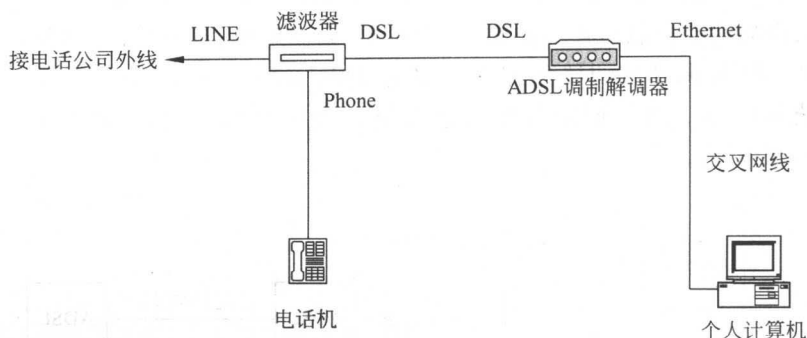 LINE
滤波器
DSL
DSL
Ethernet
接电话公司外线
ADSL调制解调器
Phone
交叉网线
电话机
个人计算机